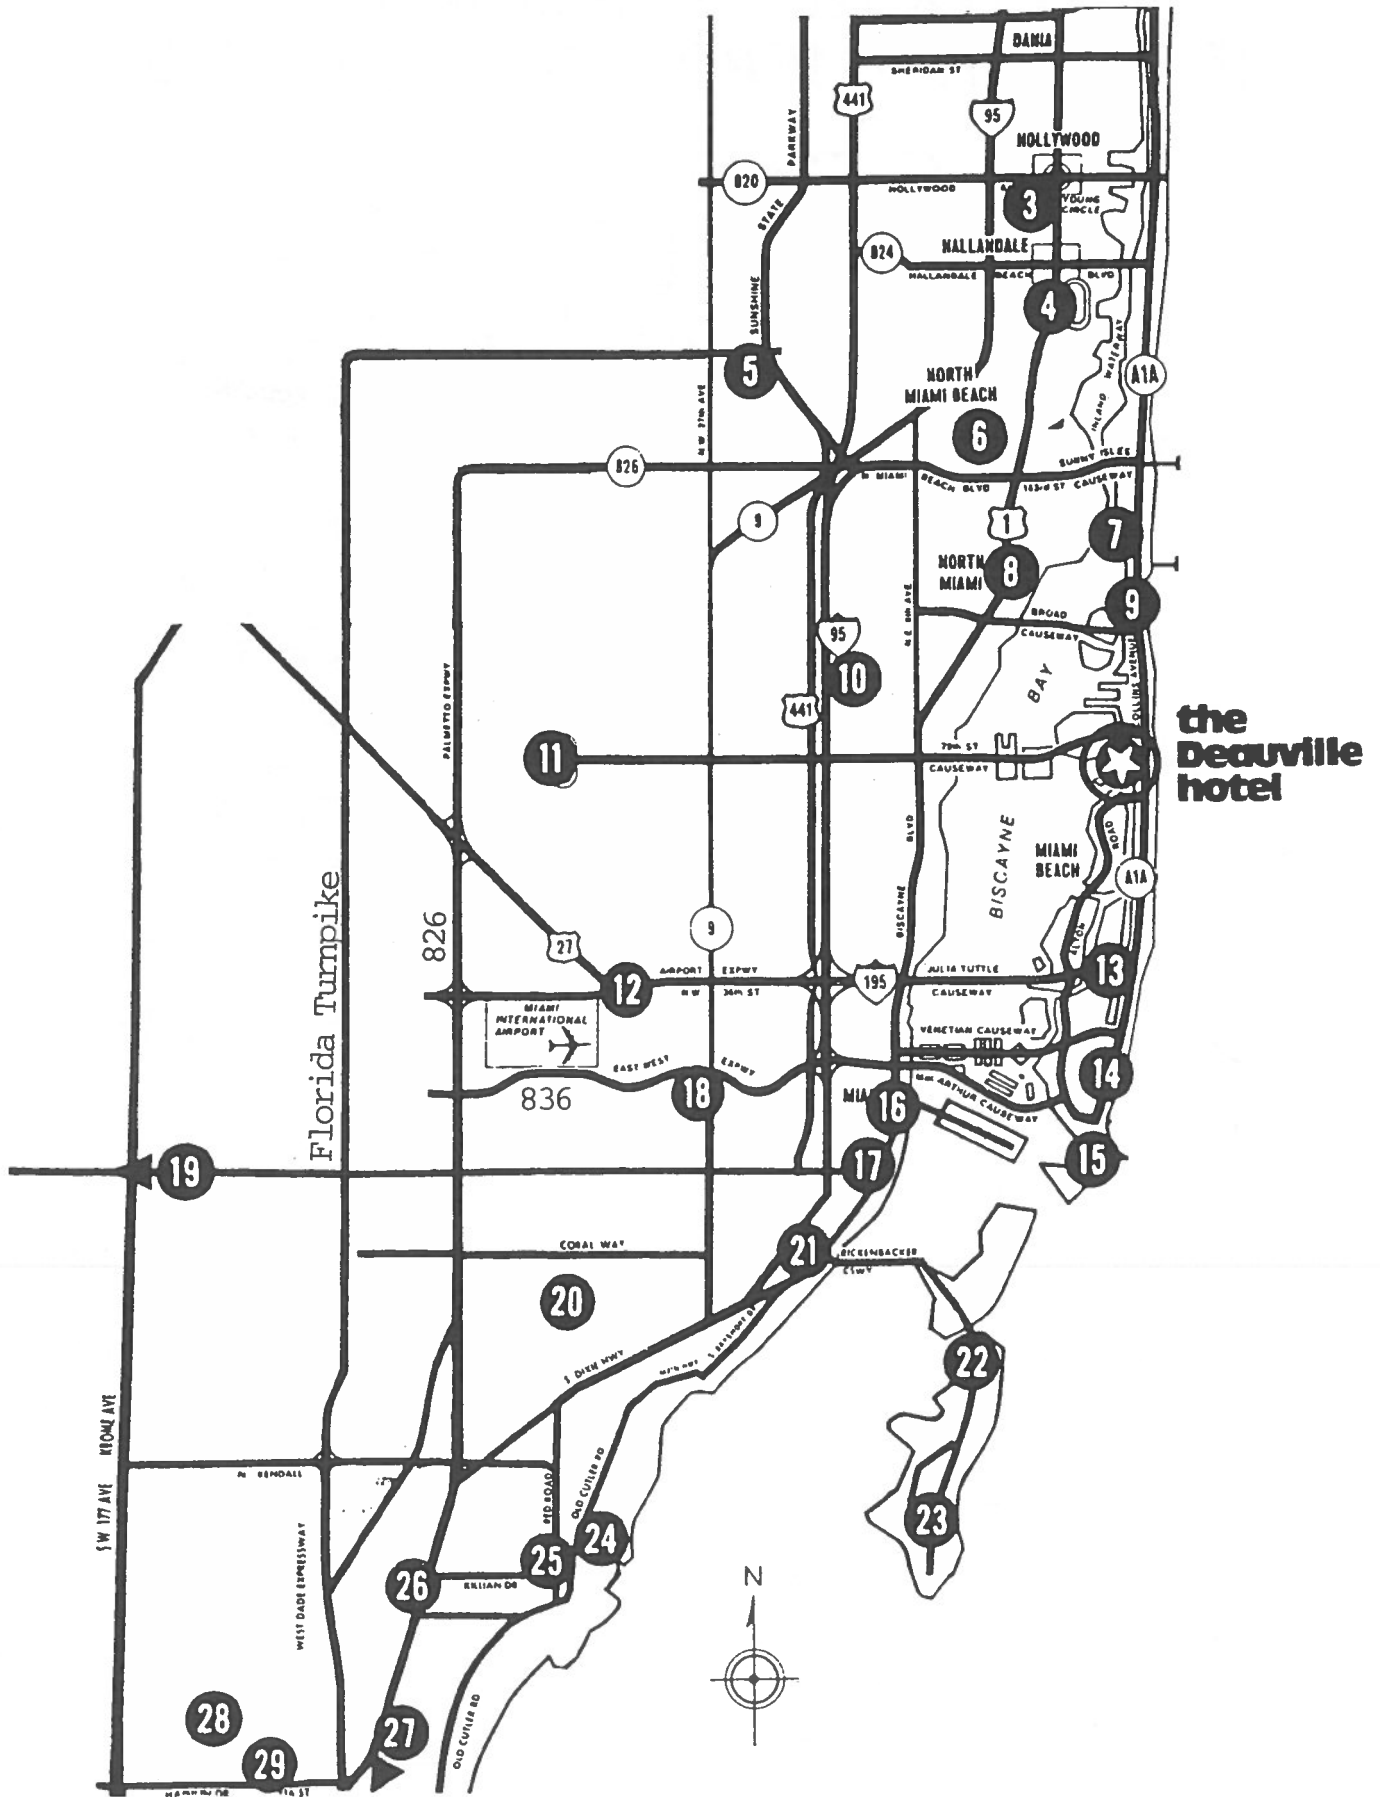 DANIA
SHERIDAN ST
441
95
PARKWAY
HOLLYWOOD
820
HOLLYWOOD
3
YOUNG
CIRCLE
STATE
824
HALLANDALE
HALLANDALE BEACH BLVD
SUNSHINE
4
INLAND WATERWAY
5
A1A
NORTH
MIAMI BEACH
N W 27th AVE
6
826
SUNNY ISLES
N MIAMI BEACH BLVD 163rd ST CAUSEWAY
9
1
7
NORTH
MIAMI
8
N.E. 6th AVE
9
BROAD
CAUSEWAY
95
10
441
BAY
COLLINS AVENUE
PALMETTO EXPWY
11
79th ST
CAUSEWAY
the
Deauville
hotel
BISCAYNE
BLVD
BISCAYNE
MIAMI
BEACH
ROAD
ALTON
A1A
Florida Turnpike
826
9
27
12
AIRPORT EXPWY
N W 36th ST
195
JULIA TUTTLE
CAUSEWAY
13
MIAMI
INTERNATIONAL
AIRPORT
VENETIAN CAUSEWAY
EAST WEST EXPWY
836
18
14
MIA
16
MAC ARTHUR CAUSEWAY
19
17
15
CORAL WAY
21
RICKENBACKER
CSWY
20
S DIXIE HWY
S BAYSHORE DR
22
S W 177 AVE KROME AVE
N. KENDALL
RED ROAD
OLD CUTLER RD
23
WEST DADE EXPRESSWAY
24
25
26
KILLIAN DR
N
28
27
OLD CUTLER RD
29